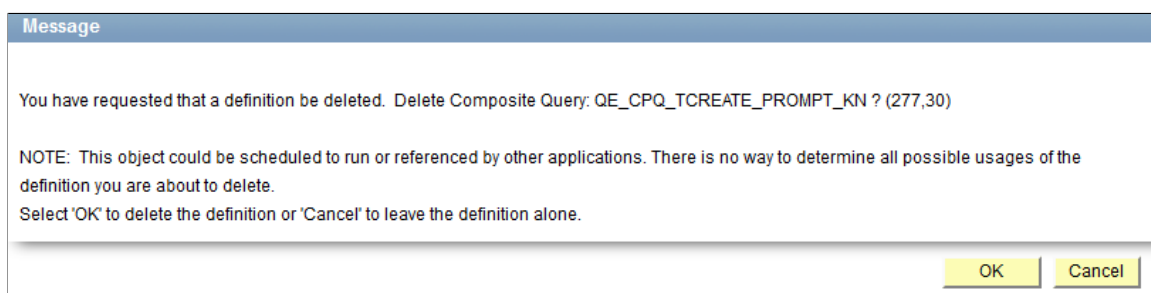 Message
You have requested that a definition be deleted.  Delete Composite Query: QE_CPQ_TCREATE_PROMPT_KN ? (277,30)
NOTE:  This object could be scheduled to run or referenced by other applications. There is no way to determine all possible usages of the
definition you are about to delete.
Select 'OK' to delete the definition or 'Cancel' to leave the definition alone.
OK
Cancel